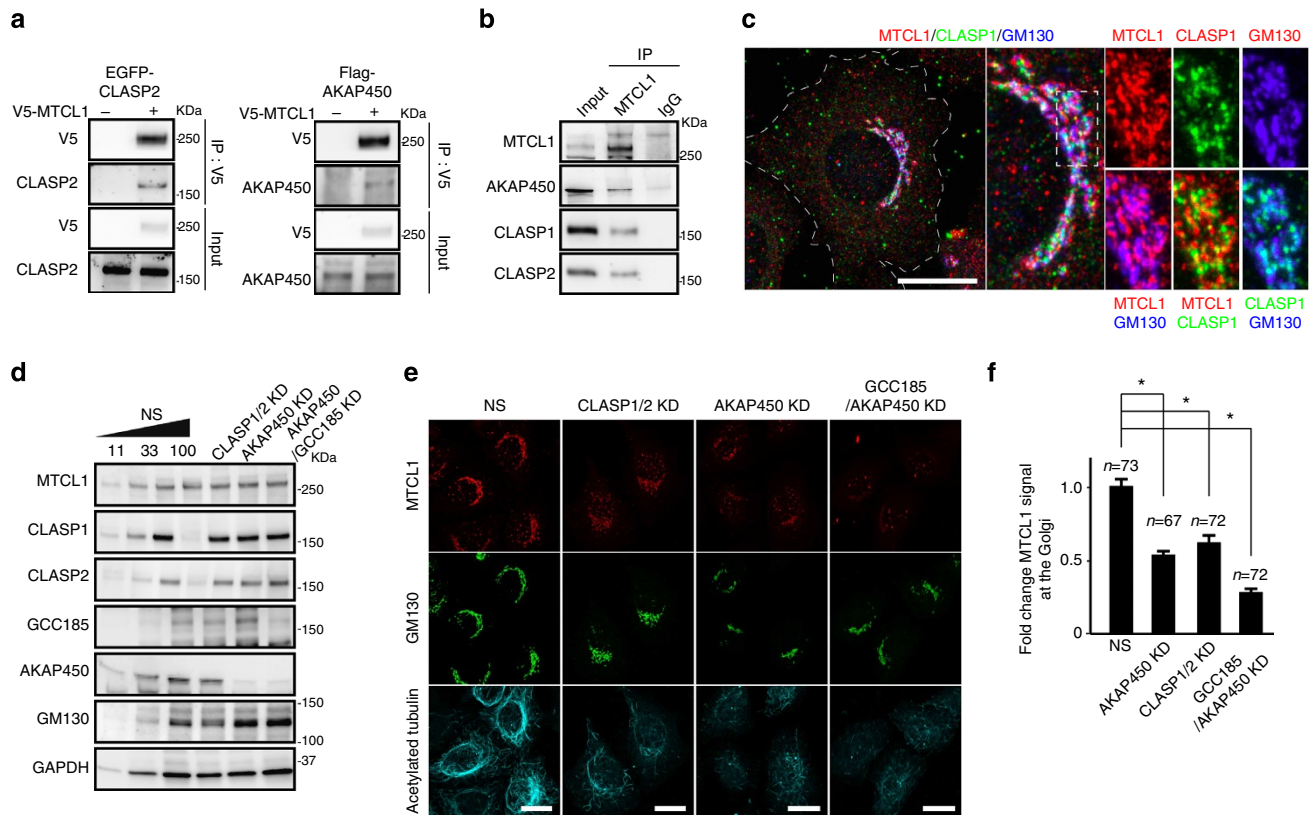 a
EGFP-
CLASP2
V5-MTCL1 – + KDa
V5
-250
CLASP2
-150
IP : V5
V5
-250
CLASP2
-150
Input
Flag-
AKAP450
V5-MTCL1 – + KDa
V5
250
AKAP450
IP : V5
V5
250
AKAP450
Input
b
IP
Input MTCL1 IgG
KDa
MTCL1
250
AKAP450
CLASP1
-150
CLASP2
-150
c
MTCL1/CLASP1/GM130
MTCL1 CLASP1 GM130
MTCL1 MTCL1 CLASP1
GM130 CLASP1 GM130
d
NS
11 33 100
CLASP1/2 KD
AKAP450 KD
AKAP450
/GCC185 KD
KDa
MTCL1
-250
CLASP1
-150
CLASP2
-150
GCC185
-150
AKAP450
GM130
-150
-100
GAPDH
-37
e
NS
CLASP1/2 KD
AKAP450 KD
GCC185
/AKAP450 KD
MTCL1
GM130
Acetylated tubulin
f
* * *
Fold change MTCL1 signal
at the Golgi
1.0
0.5
0
n=73
n=67
n=72
n=72
NS
AKAP450 KD
CLASP1/2 KD
GCC185
/AKAP450 KD